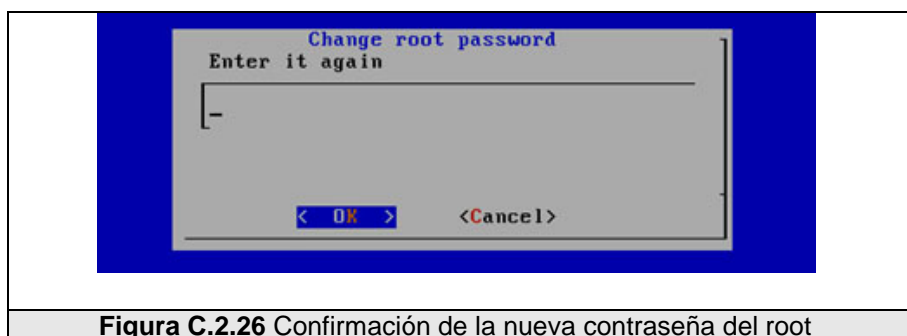 Change root password
Enter it again
< OK >    <Cancel>
Figura C.2.26 Confirmación de la nueva contraseña del root